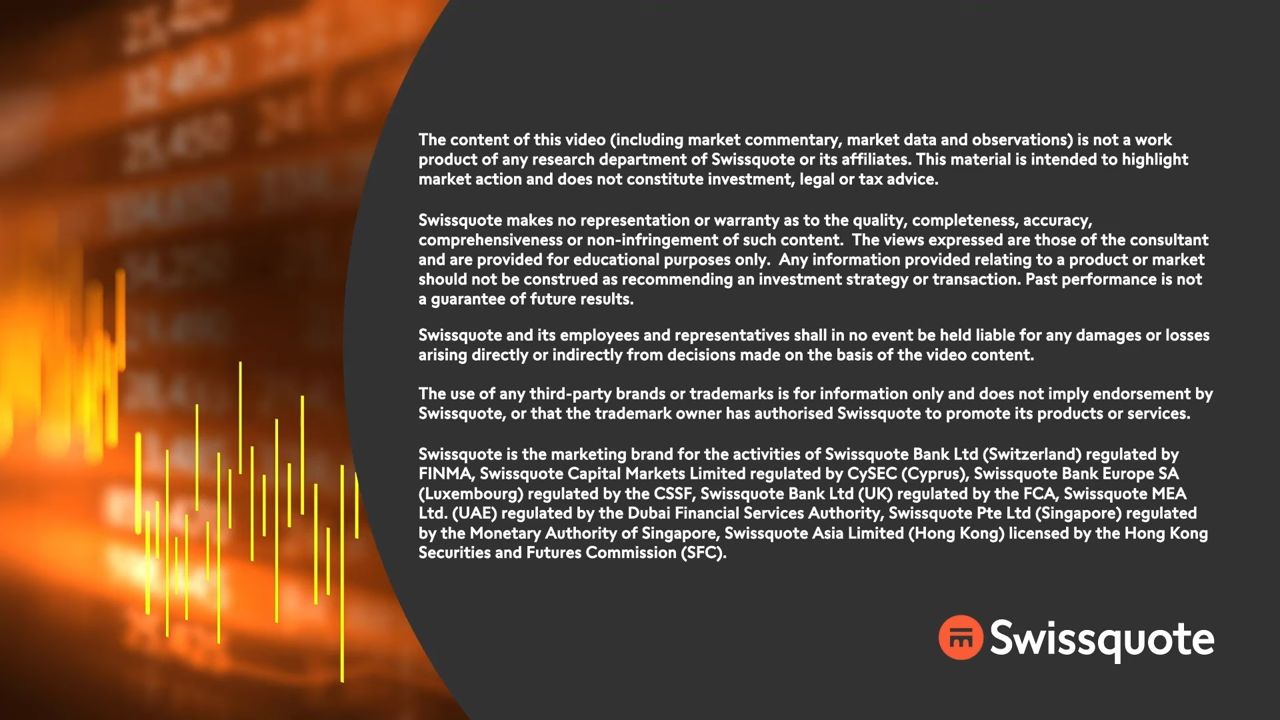 The content of this video (including market commentary, market data and observations) is not a work
product of any research department of Swissquote or its affiliates. This material is intended to highlight
market action and does not constitute investment, legal or tax advice.
Swissquote makes no representation or warranty as to the quality, completeness, accuracy,
comprehensiveness or non-infringement of such content.  The views expressed are those of the consultant
and are provided for educational purposes only.  Any information provided relating to a product or market
should not be construed as recommending an investment strategy or transaction. Past performance is not
a guarantee of future results.
Swissquote and its employees and representatives shall in no event be held liable for any damages or losses
arising directly or indirectly from decisions made on the basis of the video content.
The use of any third-party brands or trademarks is for information only and does not imply endorsement by
Swissquote, or that the trademark owner has authorised Swissquote to promote its products or services.
Swissquote is the marketing brand for the activities of Swissquote Bank Ltd (Switzerland) regulated by
FINMA, Swissquote Capital Markets Limited regulated by CySEC (Cyprus), Swissquote Bank Europe SA
(Luxembourg) regulated by the CSSF, Swissquote Bank Ltd (UK) regulated by the FCA, Swissquote MEA
Ltd. (UAE) regulated by the Dubai Financial Services Authority, Swissquote Pte Ltd (Singapore) regulated
by the Monetary Authority of Singapore, Swissquote Asia Limited (Hong Kong) licensed by the Hong Kong
Securities and Futures Commission (SFC).
Swissquote